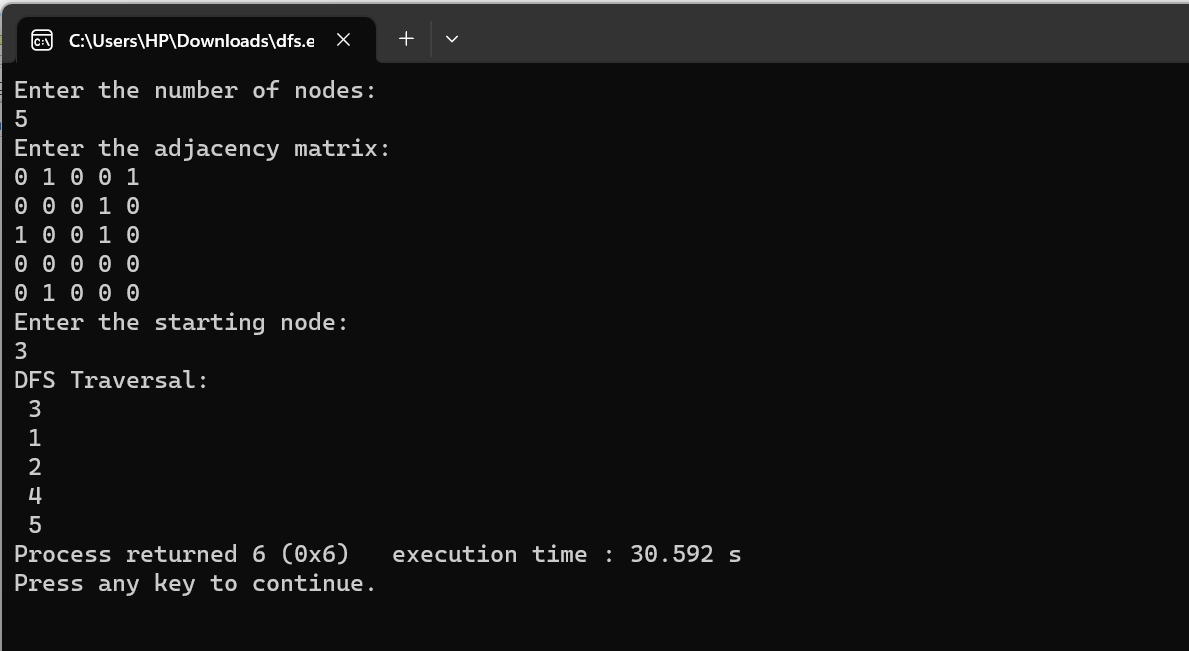 C:\Users\HP\Downloads\dfs.e
Enter the number of nodes:
5
Enter the adjacency matrix:
0 1 0 0 1
0 0 0 1 0
1 0 0 1 0
0 0 0 0 0
0 1 0 0 0
Enter the starting node:
3
DFS Traversal:
3
1
2
4
5
Process returned 6 (0x6)   execution time : 30.592 s
Press any key to continue.